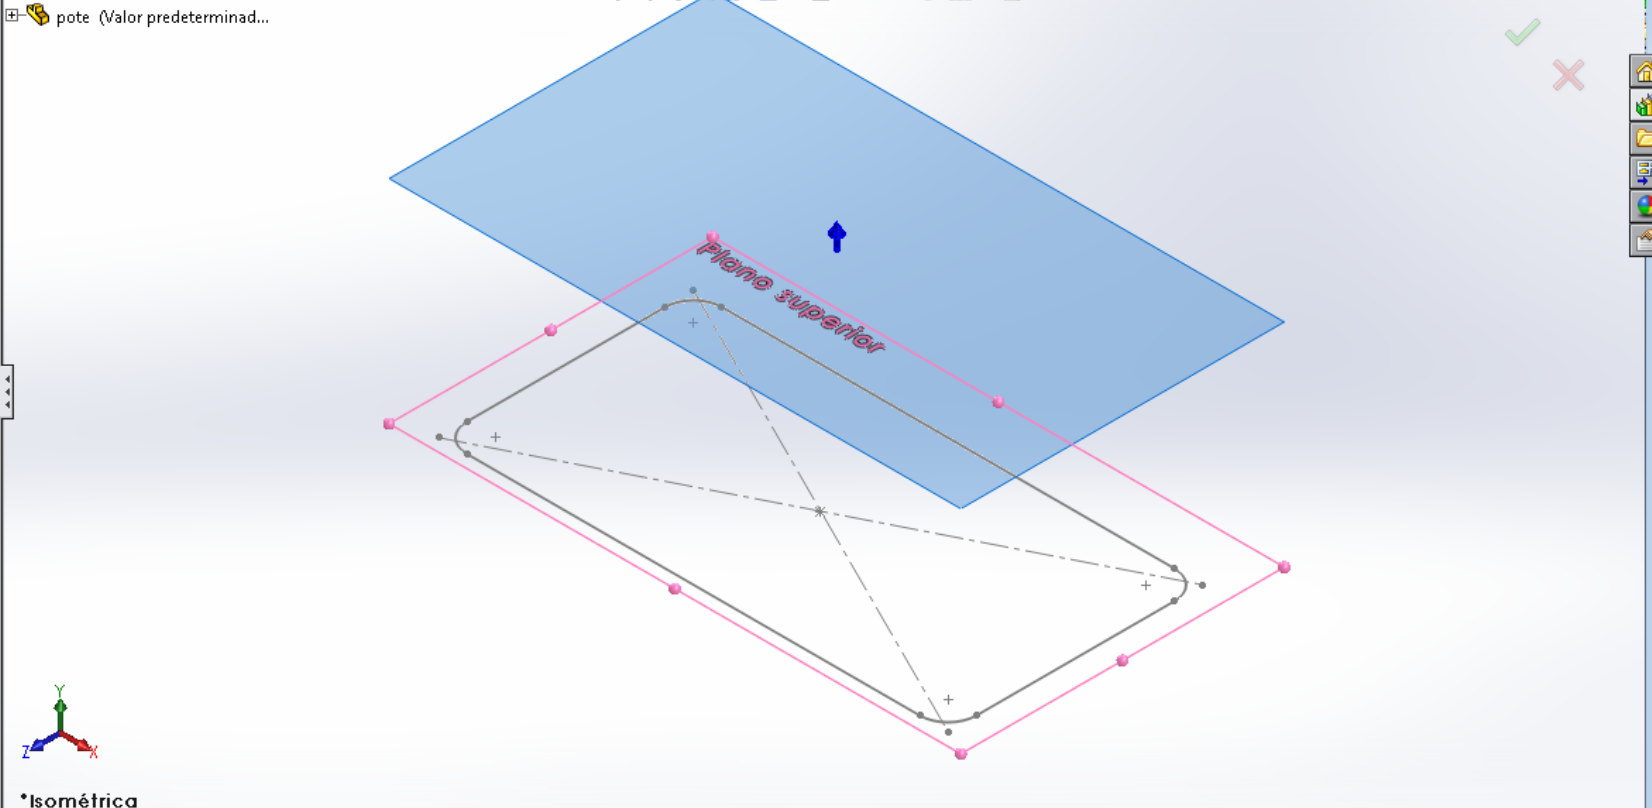 pote (Valor predeterminad...
Plano superior
Y
Z
X
*Isométrica